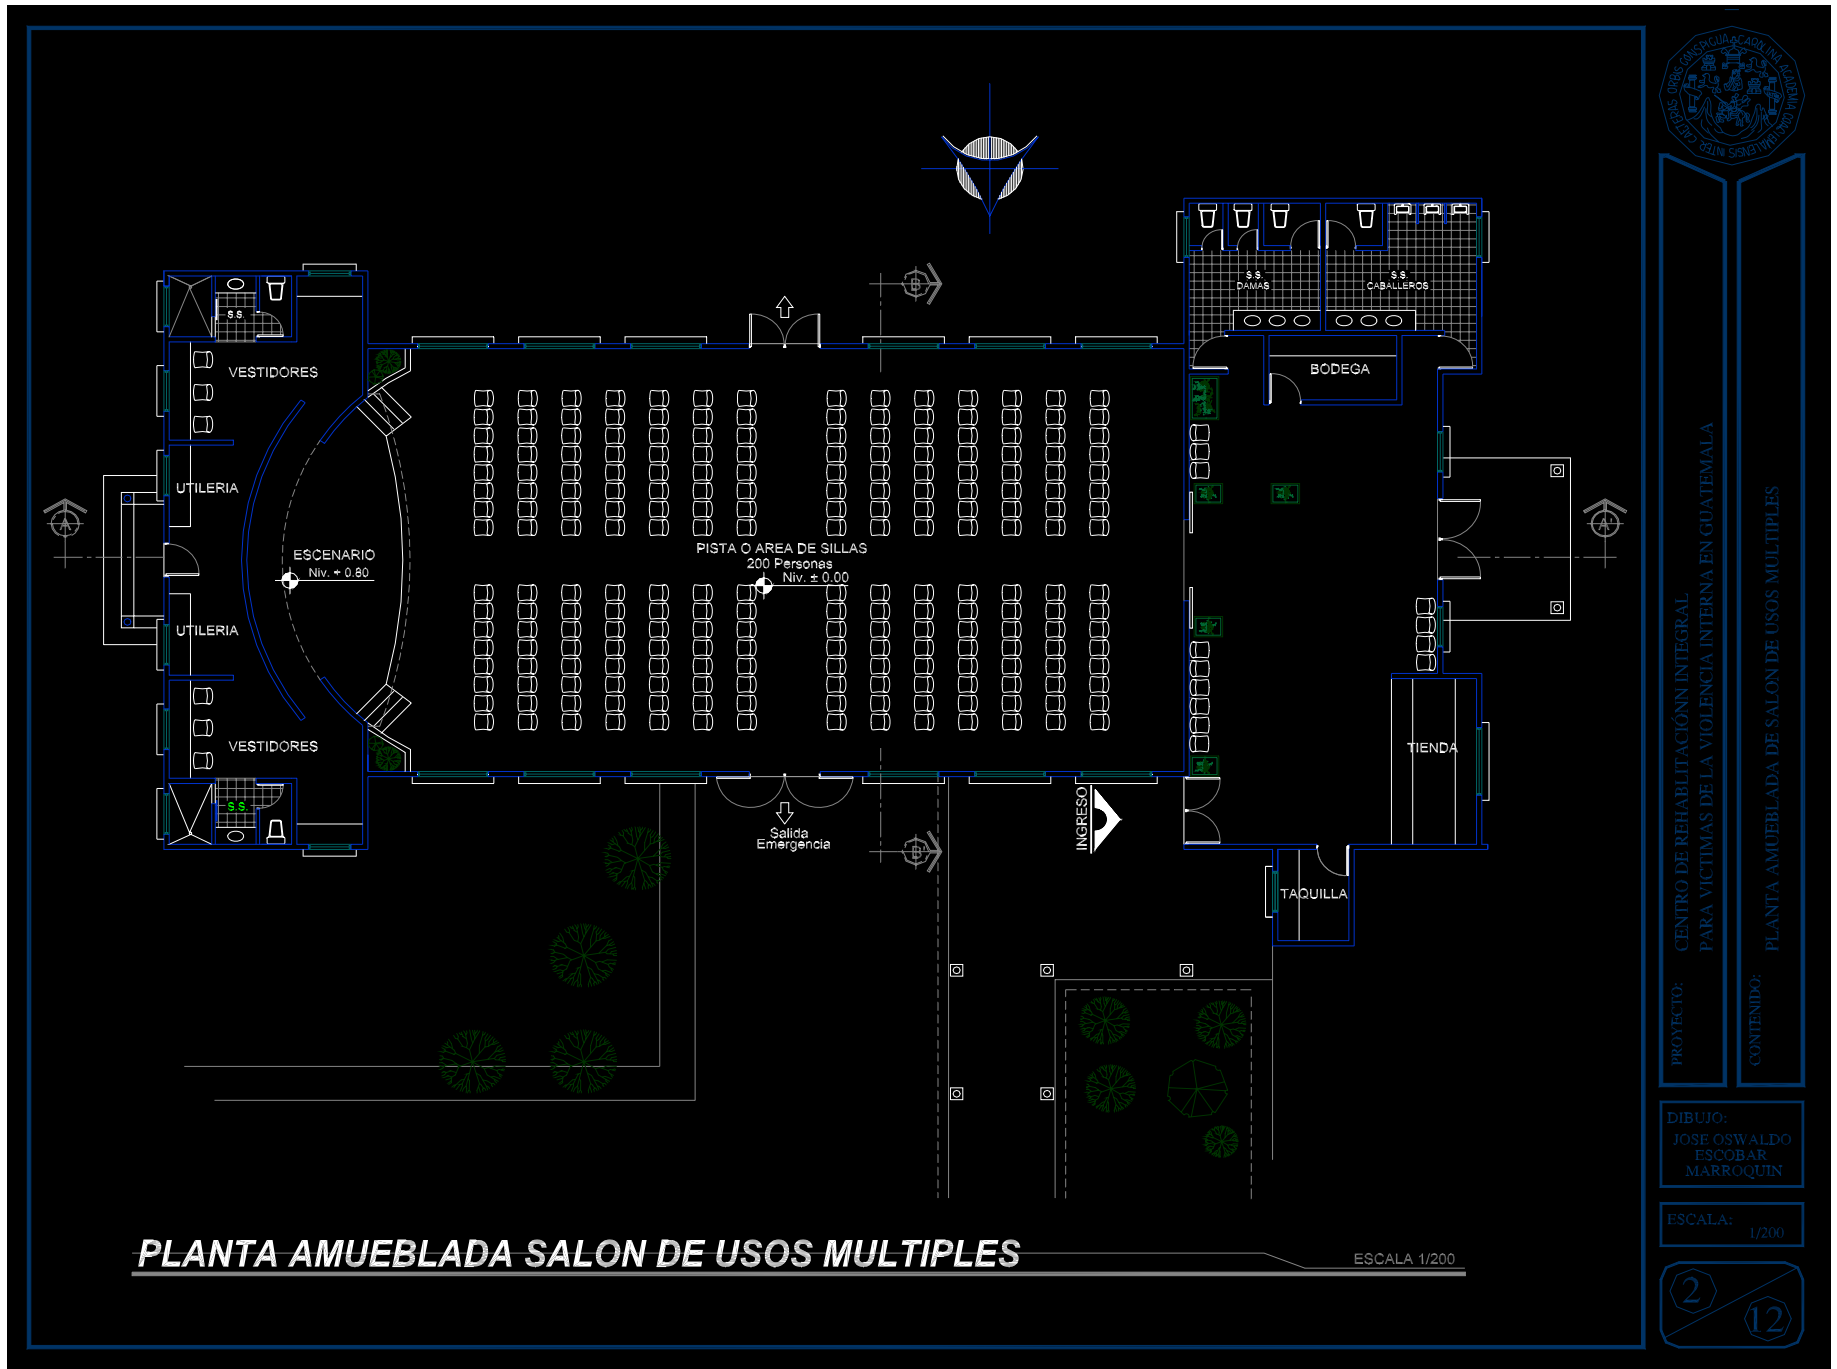 S.S.
DAMAS
S.S.
CABALLEROS
B
S.S.
VESTIDORES
BODEGA
UTILERIA
A
A'
PISTA O AREA DE SILLAS
200 Personas
Niv. ± 0.00
ESCENARIO
Niv. + 0.80
UTILERIA
VESTIDORES
TIENDA
S.S.
INGRESO
Salida
Emergencia
B'
TAQUILLA
PLANTA AMUEBLADA SALON DE USOS MULTIPLES
ESCALA 1/200
PROYECTO:
CENTRO DE REHABLITACIÓNN INTEGRAL
PARA VICTIMAS DE LA VIOLENCIA INTERNA EN GUATEMALA
CONTENIDO:
PLANTA AMUEBLADA DE SALON DE USOS MULTIPLES
DIBUJO:
JOSE OSWALDO
ESCOBAR
MARROQUIN
ESCALA:
1/200
2
12